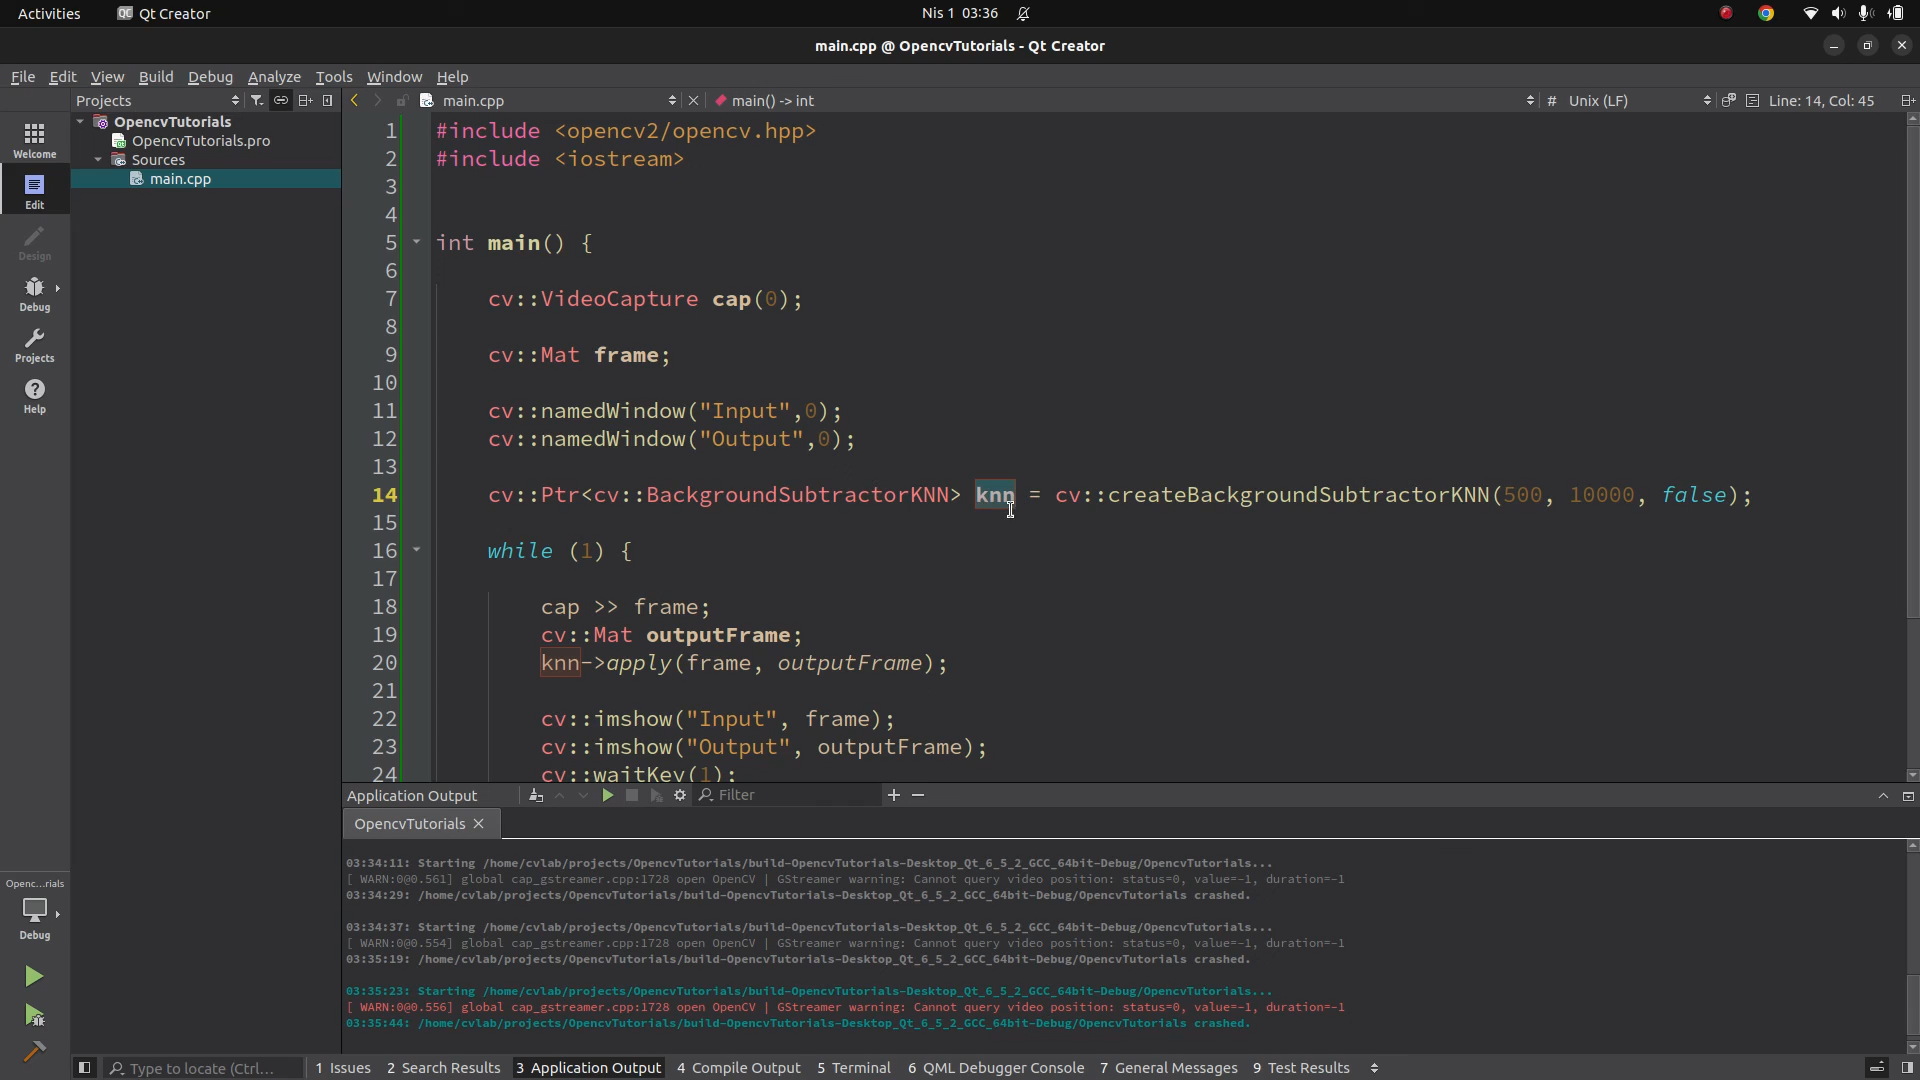 Activities
Qt Creator
Nis 1 03:36
main.cpp @ OpencvTutorials - Qt Creator
File Edit View Build Debug Analyze Tools Window Help
Projects
main.cpp
main() -> int
# Unix (LF)
Line: 14, Col: 45
Welcome
Edit
Design
Debug
Projects
Help
OpencvTutorials
OpencvTutorials.pro
Sources
main.cpp
1 #include <opencv2/opencv.hpp>
2 #include <iostream>
3
4
5 int main() {
6
7 cv::VideoCapture cap(0);
8
9 cv::Mat frame;
10
11 cv::namedWindow("Input",0);
12 cv::namedWindow("Output",0);
13
14 cv::Ptr<cv::BackgroundSubtractorKNN> knn = cv::createBackgroundSubtractorKNN(500, 10000, false);
15
16 while (1) {
17
18 cap >> frame;
19 cv::Mat outputFrame;
20 knn->apply(frame, outputFrame);
21
22 cv::imshow("Input", frame);
23 cv::imshow("Output", outputFrame);
24 cv::waitKey(1);
Application Output
Filter
OpencvTutorials
03:34:11: Starting /home/cvlab/projects/OpencvTutorials/build-OpencvTutorials-Desktop_Qt_6_5_2_GCC_64bit-Debug/OpencvTutorials...
[ WARN:0@0.561] global cap_gstreamer.cpp:1728 open OpenCV | GStreamer warning: Cannot query video position: status=0, value=-1, duration=-1
03:34:29: /home/cvlab/projects/OpencvTutorials/build-OpencvTutorials-Desktop_Qt_6_5_2_GCC_64bit-Debug/OpencvTutorials crashed.
03:34:37: Starting /home/cvlab/projects/OpencvTutorials/build-OpencvTutorials-Desktop_Qt_6_5_2_GCC_64bit-Debug/OpencvTutorials...
[ WARN:0@0.554] global cap_gstreamer.cpp:1728 open OpenCV | GStreamer warning: Cannot query video position: status=0, value=-1, duration=-1
03:35:19: /home/cvlab/projects/OpencvTutorials/build-OpencvTutorials-Desktop_Qt_6_5_2_GCC_64bit-Debug/OpencvTutorials crashed.
03:35:23: Starting /home/cvlab/projects/OpencvTutorials/build-OpencvTutorials-Desktop_Qt_6_5_2_GCC_64bit-Debug/OpencvTutorials...
[ WARN:0@0.556] global cap_gstreamer.cpp:1728 open OpenCV | GStreamer warning: Cannot query video position: status=0, value=-1, duration=-1
03:35:44: /home/cvlab/projects/OpencvTutorials/build-OpencvTutorials-Desktop_Qt_6_5_2_GCC_64bit-Debug/OpencvTutorials crashed.
Openc...rials
Debug
Type to locate (Ctrl...
1 Issues 2 Search Results 3 Application Output 4 Compile Output 5 Terminal 6 QML Debugger Console 7 General Messages 9 Test Results